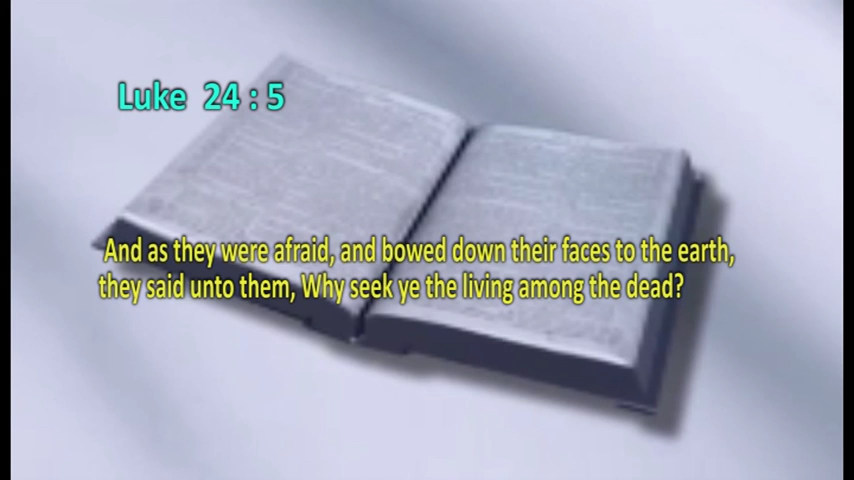 Luke 24 : 5
And as they were afraid, and bowed down their faces to the earth,
they said unto them, Why seek ye the living among the dead?